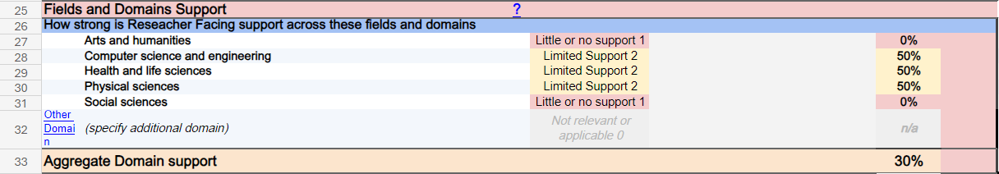 25 Fields and Domains Support ?
26 How strong is Reseacher Facing support across these fields and domains
27 Arts and humanities Little or no support 1 0%
28 Computer science and engineering Limited Support 2 50%
29 Health and life sciences Limited Support 2 50%
30 Physical sciences Limited Support 2 50%
31 Social sciences Little or no support 1 0%
Other
Domai
n
32 (specify additional domain) n/a
Not relevant or
applicable 0
33 Aggregate Domain support 30%